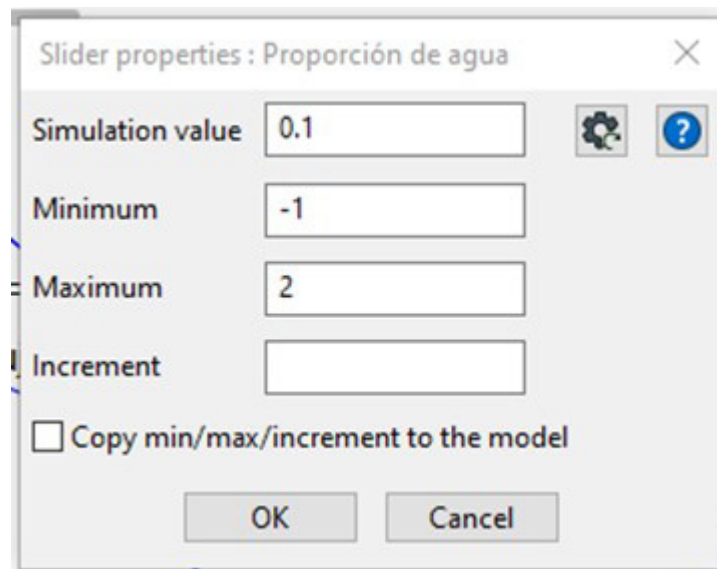 Slider properties : Proporción de agua
Simulation value 0.1
?
Minimum -1
Maximum 2
Increment
Copy min/max/increment to the model
OK Cancel